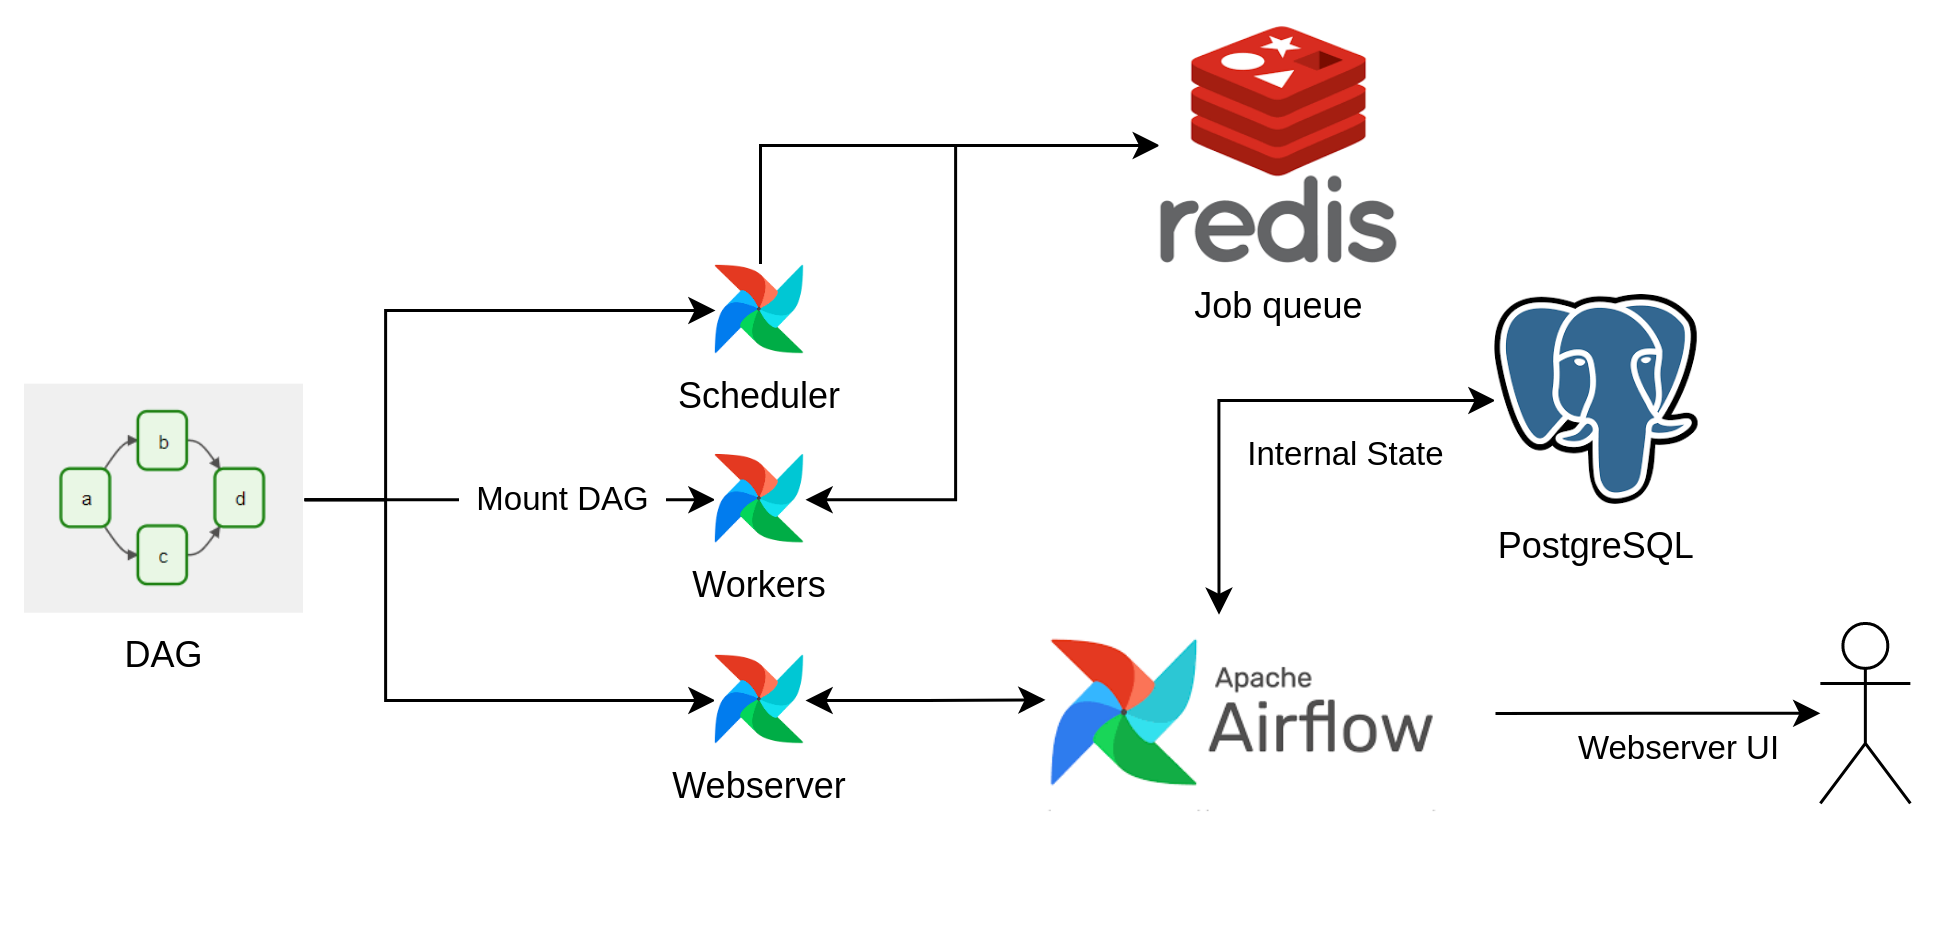 redis
Job queue
Scheduler
b
a
d
c
Mount DAG
Internal State
Workers
PostgreSQL
DAG
Apache
Airflow
Webserver UI
Webserver